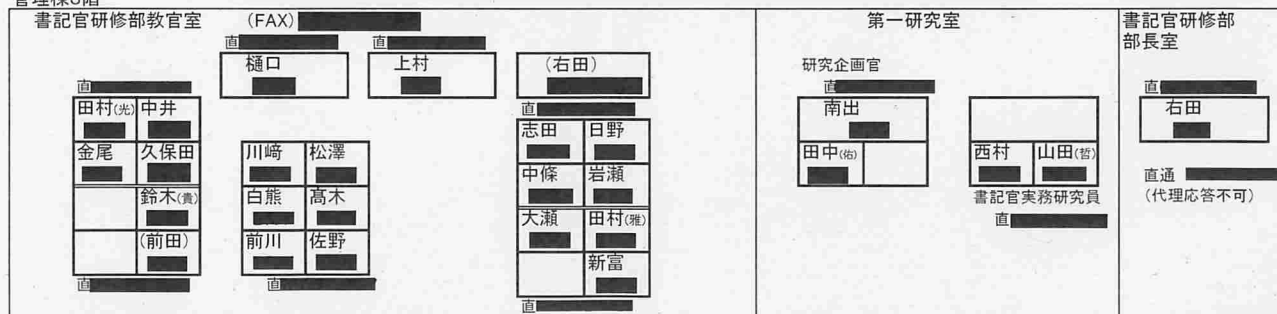 管理棟6階
書記官研修部教官室
(FAX)
直
直
樋口
上村
(右田)
直
田村(光)
中井
金尾
久保田
鈴木(貴)
(前田)
直
川﨑
松澤
白熊
髙木
前川
佐野
直
直
志田
日野
中條
岩瀬
大瀬
田村(雅)
新富
直
第一研究室
研究企画官
直
南出
田中(佑)
西村
山田(哲)
書記官実務研究員
直
書記官研修部
部長室
直
右田
直通
(代理応答不可)